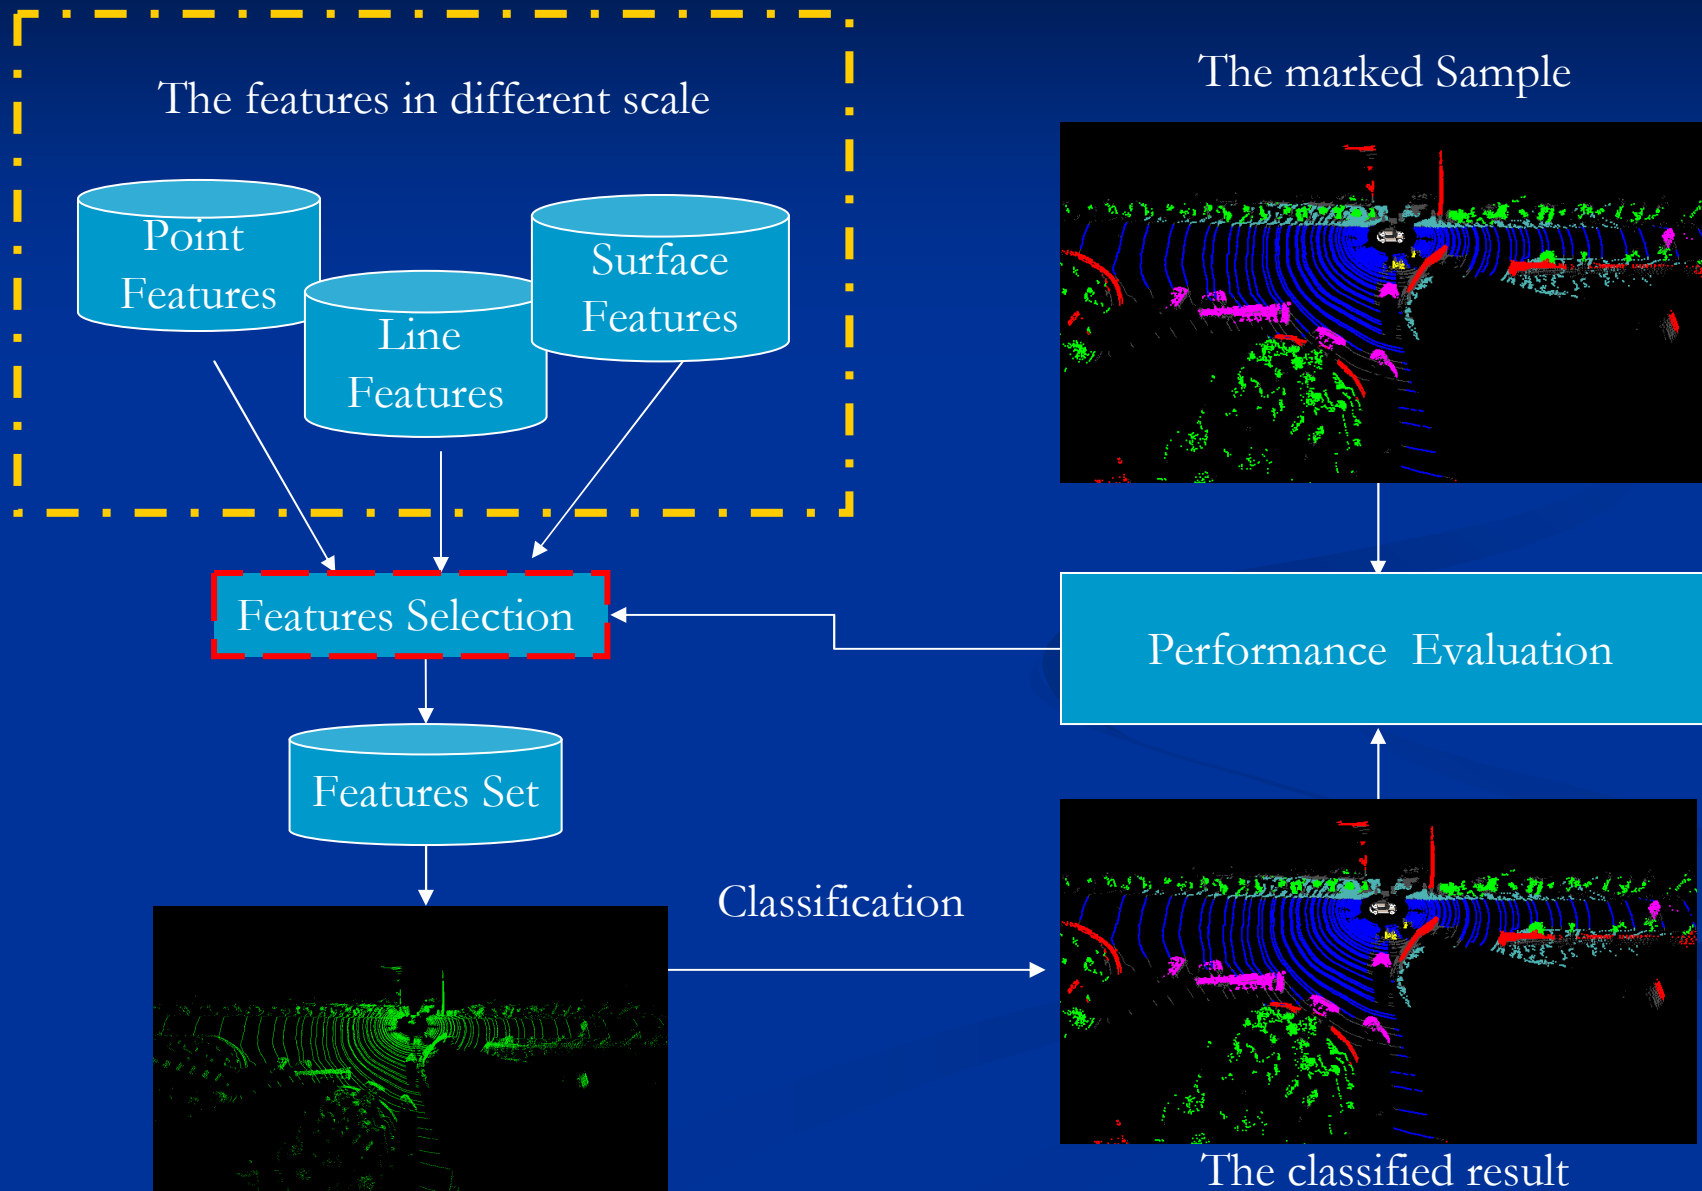 The features in different scale
The marked Sample
Point
Features
Line
Features
Surface
Features
Features Selection
Performance Evaluation
Features Set
Classification
The classified result